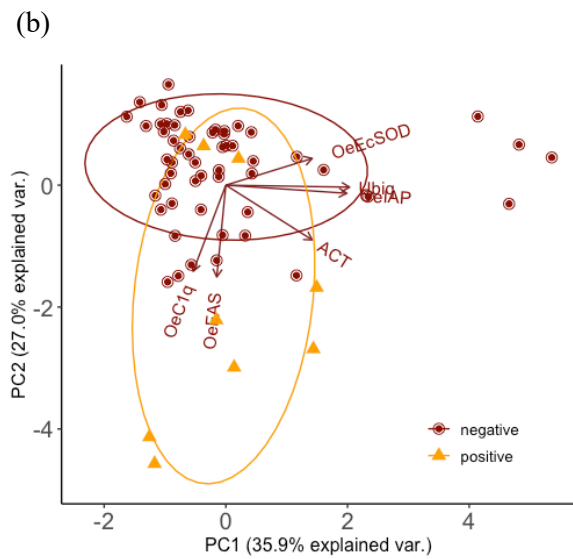 (b)
0
-2
-4
-2
0
2
4
PC2 (27.0% explained var.)
PC1 (35.9% explained var.)
OeEcSOD
Ubiq
OeIAP
ACT
OeC1q
OeFAS
negative
positive